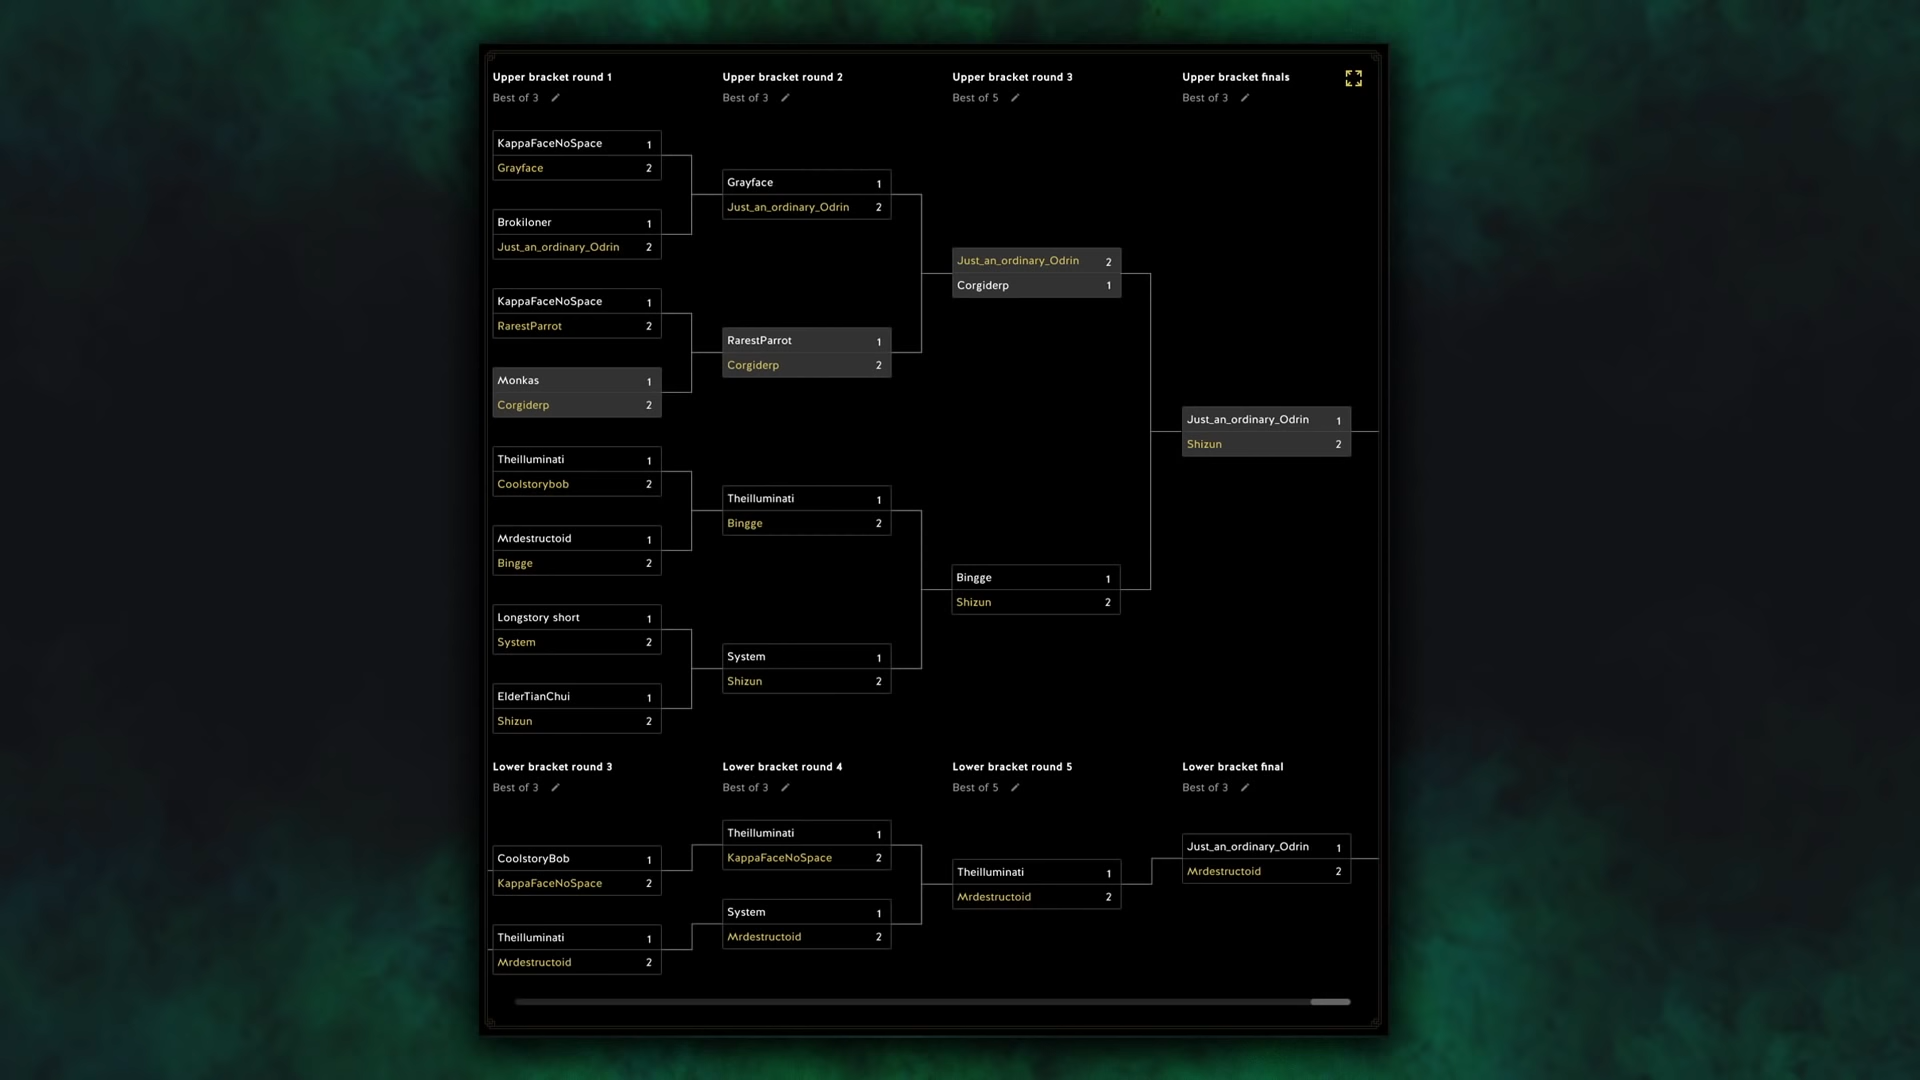 Upper bracket round 1
Best of 3
Upper bracket round 2
Best of 3
Upper bracket round 3
Best of 5
Upper bracket finals
Best of 3
KappaFaceNoSpace 1
Grayface 2
Brokiloner 1
Just_an_ordinary_Odrin 2
KappaFaceNoSpace 1
RarestParrot 2
Monkas 1
Corgiderp 2
Theilluminati 1
Coolstorybob 2
Mrdestructoid 1
Bingge 2
Longstory short 1
System 2
ElderTianChui 1
Shizun 2
Grayface 1
Just_an_ordinary_Odrin 2
RarestParrot 1
Corgiderp 2
Theilluminati 1
Bingge 2
System 1
Shizun 2
Just_an_ordinary_Odrin 2
Corgiderp 1
Bingge 1
Shizun 2
Just_an_ordinary_Odrin 1
Shizun 2
Lower bracket round 3
Best of 3
Lower bracket round 4
Best of 3
Lower bracket round 5
Best of 5
Lower bracket final
Best of 3
CoolstoryBob 1
KappaFaceNoSpace 2
Theilluminati 1
Mrdestructoid 2
Theilluminati 1
KappaFaceNoSpace 2
System 1
Mrdestructoid 2
Theilluminati 1
Mrdestructoid 2
Just_an_ordinary_Odrin 1
Mrdestructoid 2